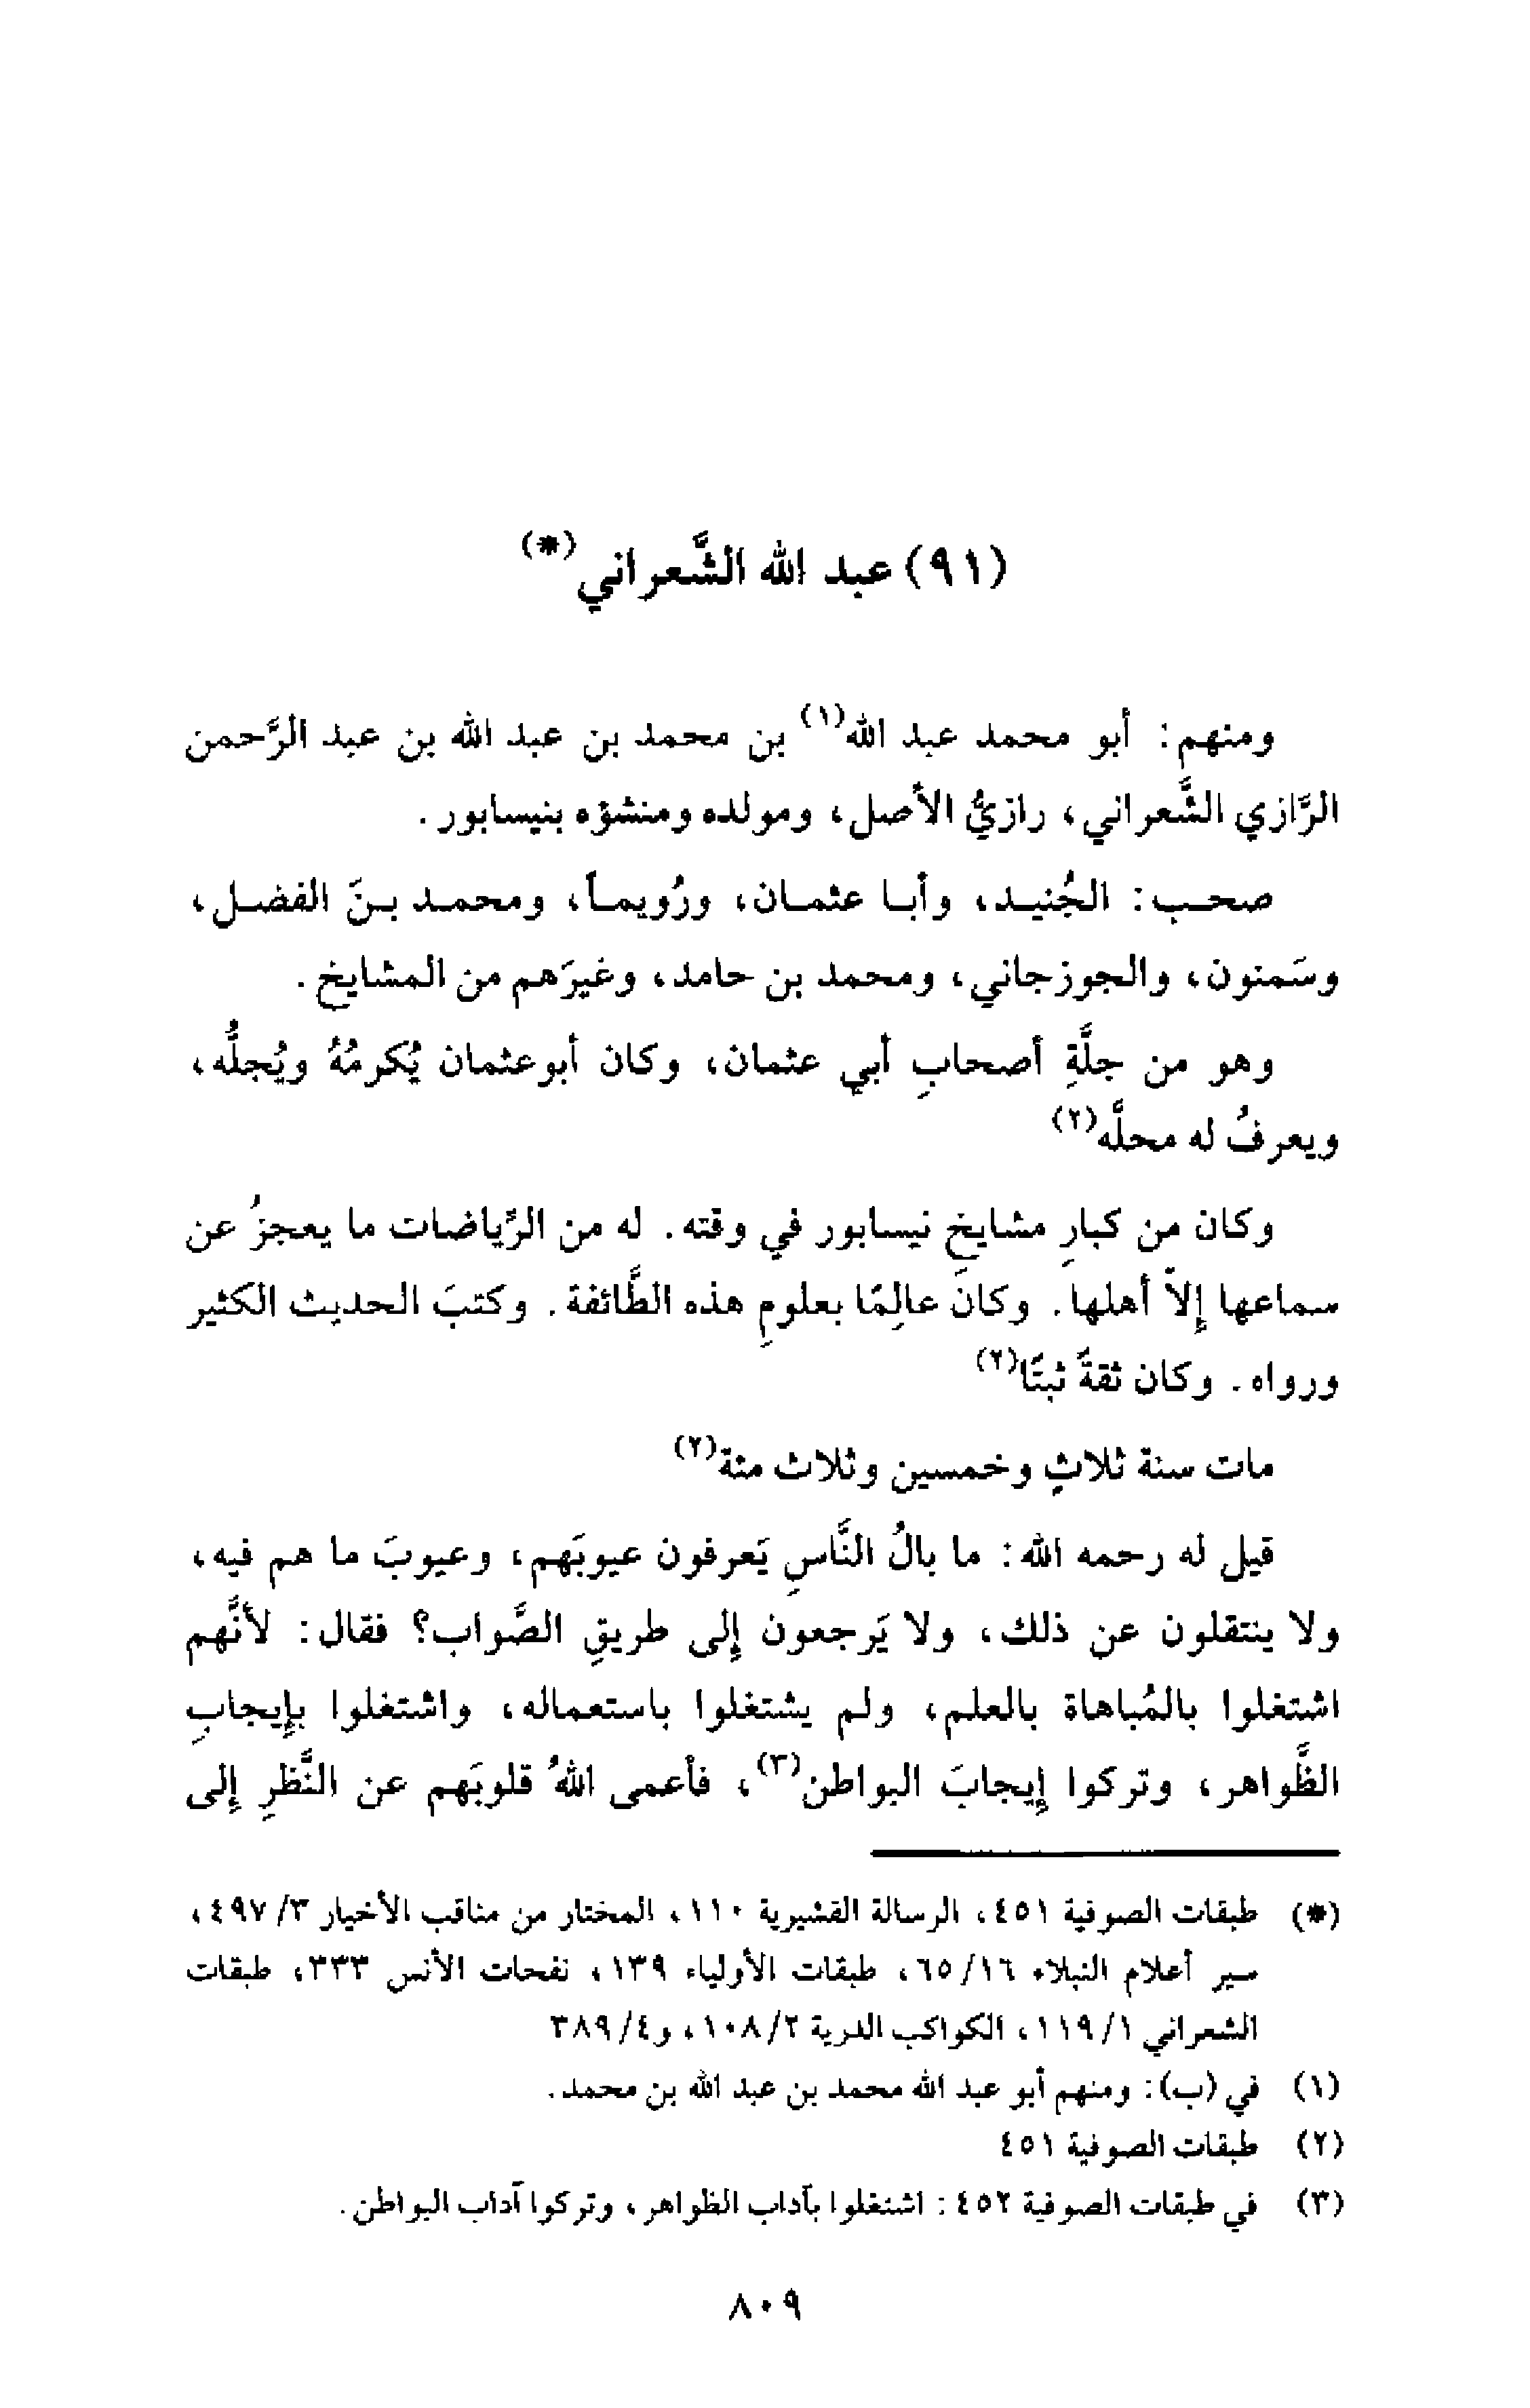 (٩١) عبد الله الشَّعراني(*)
ومنهم: أبو محمد عبد الله(١) بن محمد بن عبد الله بن عبد الرَّحمن
الرَّازي الشَّعراني، رازيُّ الأصل، ومولده ومنشؤه بنيسابور.
صحب: الجُنيد، وأبا عثمان، ورُويماً، ومحمد بنَ الفضل،
وسَمنون، والجوزجاني، ومحمد بن حامد، وغيرَهم من المشايخ.
وهو من جلَّةِ أصحابِ أبي عثمان، وكان أبوعثمان يُكرمُهُ ويُجلُّه،
ويعرفُ له محلَّه(٢)
وكان من كبارِ مشايخِ نيسابور في وقته. له من الرِّياضات ما يعجزُ عن
سماعها إلاّ أهلها. وكانَ عالِمًا بعلومِ هذه الطَّائفة. وكتبَ الحديث الكثير
ورواه. وكان ثقةً ثبتًا(٢)
مات سنة ثلاثٍ وخمسين وثلاث مئة(٢)
قيل له رحمه الله: ما بالُ النَّاسِ يَعرفون عيوبَهم، وعيوبَ ما هم فيه،
ولا ينتقلون عن ذلك، ولا يَرجعون إلى طريقِ الصَّواب؟ فقال: لأنَّهم
اشتغلوا بالمُباهاة بالعلم، ولم يشتغلوا باستعماله، واشتغلوا بإيجابِ
الظَّواهر، وتركوا إيجابَ البواطن(٣)، فأعمى اللهُ قلوبَهم عن النَّظرِ إلى
(*) طبقات الصوفية ٤٥١، الرسالة القشيرية ١١٠، المختار من مناقب الأخيار ٣/ ٤٩٧،
سير أعلام النبلاء ١٦/ ٦٥، طبقات الأولياء ١٣٩، نفحات الأنس ٣٣٣، طبقات
الشعراني ١/ ١١٩، الكواكب الدرية ٢/ ١٠٨، و٤/ ٣٨٩
(١) في (ب): ومنهم أبو عبد الله محمد بن عبد الله بن محمد.
(٢) طبقات الصوفية ٤٥١
(٣) في طبقات الصوفية ٤٥٢: اشتغلوا بآداب الظواهر، وتركوا آداب البواطن.
٨٠٩